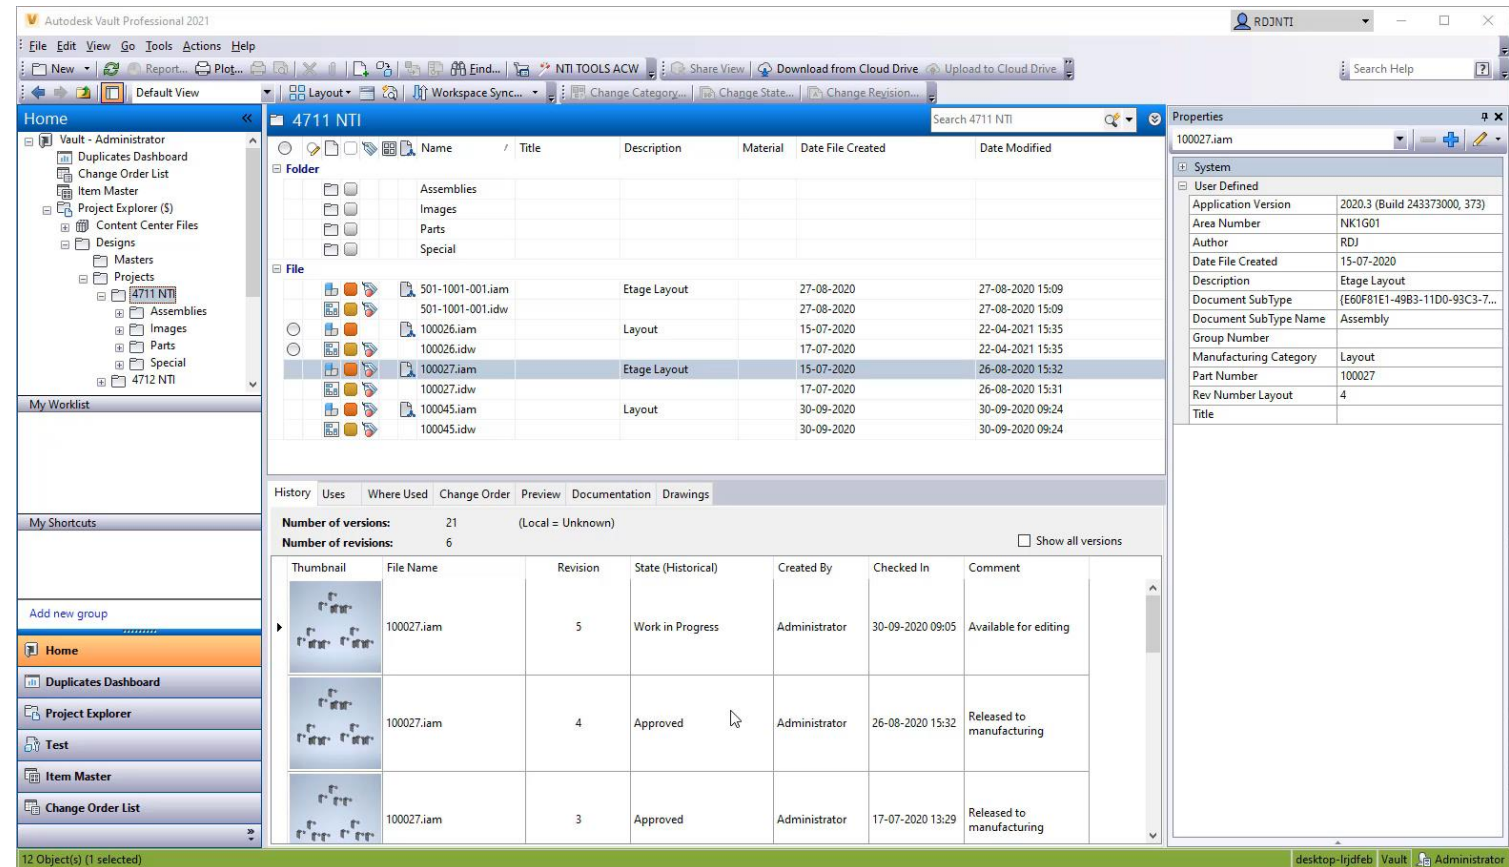 Autodesk Vault Professional 2021
RDJNTI
File Edit View Go Tools Actions Help
New Report... Plot... Find... NTI TOOLS ACW Share View Download from Cloud Drive Upload to Cloud Drive Search Help
Default View Layout Workspace Sync... Change Category... Change State... Change Revision...
Home
Vault - Administrator
Duplicates Dashboard
Change Order List
Item Master
Project Explorer ($)
Content Center Files
Designs
Masters
Projects
4711 NTI
Assemblies
Images
Parts
Special
4712 NTI
My Worklist
My Shortcuts
Add new group
Home
Duplicates Dashboard
Project Explorer
Test
Item Master
Change Order List
4711 NTI Search 4711 NTI
Name Title Description Material Date File Created Date Modified
Folder
Assemblies
Images
Parts
Special
File
501-1001-001.iam Etage Layout 27-08-2020 27-08-2020 15:09
501-1001-001.idw 27-08-2020 27-08-2020 15:09
100026.iam Layout 15-07-2020 22-04-2021 15:35
100026.idw 17-07-2020 22-04-2021 15:35
100027.iam Etage Layout 15-07-2020 26-08-2020 15:32
100027.idw 17-07-2020 26-08-2020 15:31
100045.iam Layout 30-09-2020 30-09-2020 09:24
100045.idw 30-09-2020 30-09-2020 09:24
History Uses Where Used Change Order Preview Documentation Drawings
Number of versions: 21 (Local = Unknown)
Number of revisions: 6 Show all versions
Thumbnail File Name Revision State (Historical) Created By Checked In Comment
100027.iam 5 Work in Progress Administrator 30-09-2020 09:05 Available for editing
100027.iam 4 Approved Administrator 26-08-2020 15:32 Released to
manufacturing
100027.iam 3 Approved Administrator 17-07-2020 13:29 Released to
manufacturing
Properties
100027.iam
System
User Defined
Application Version 2020.3 (Build 243373000, 373)
Area Number NK1G01
Author RDJ
Date File Created 15-07-2020
Description Etage Layout
Document SubType {E60F81E1-49B3-11D0-93C3-7...
Document SubType Name Assembly
Group Number
Manufacturing Category Layout
Part Number 100027
Rev Number Layout 4
Title
12 Object(s) (1 selected) desktop-lrjdfeb Vault Administrator